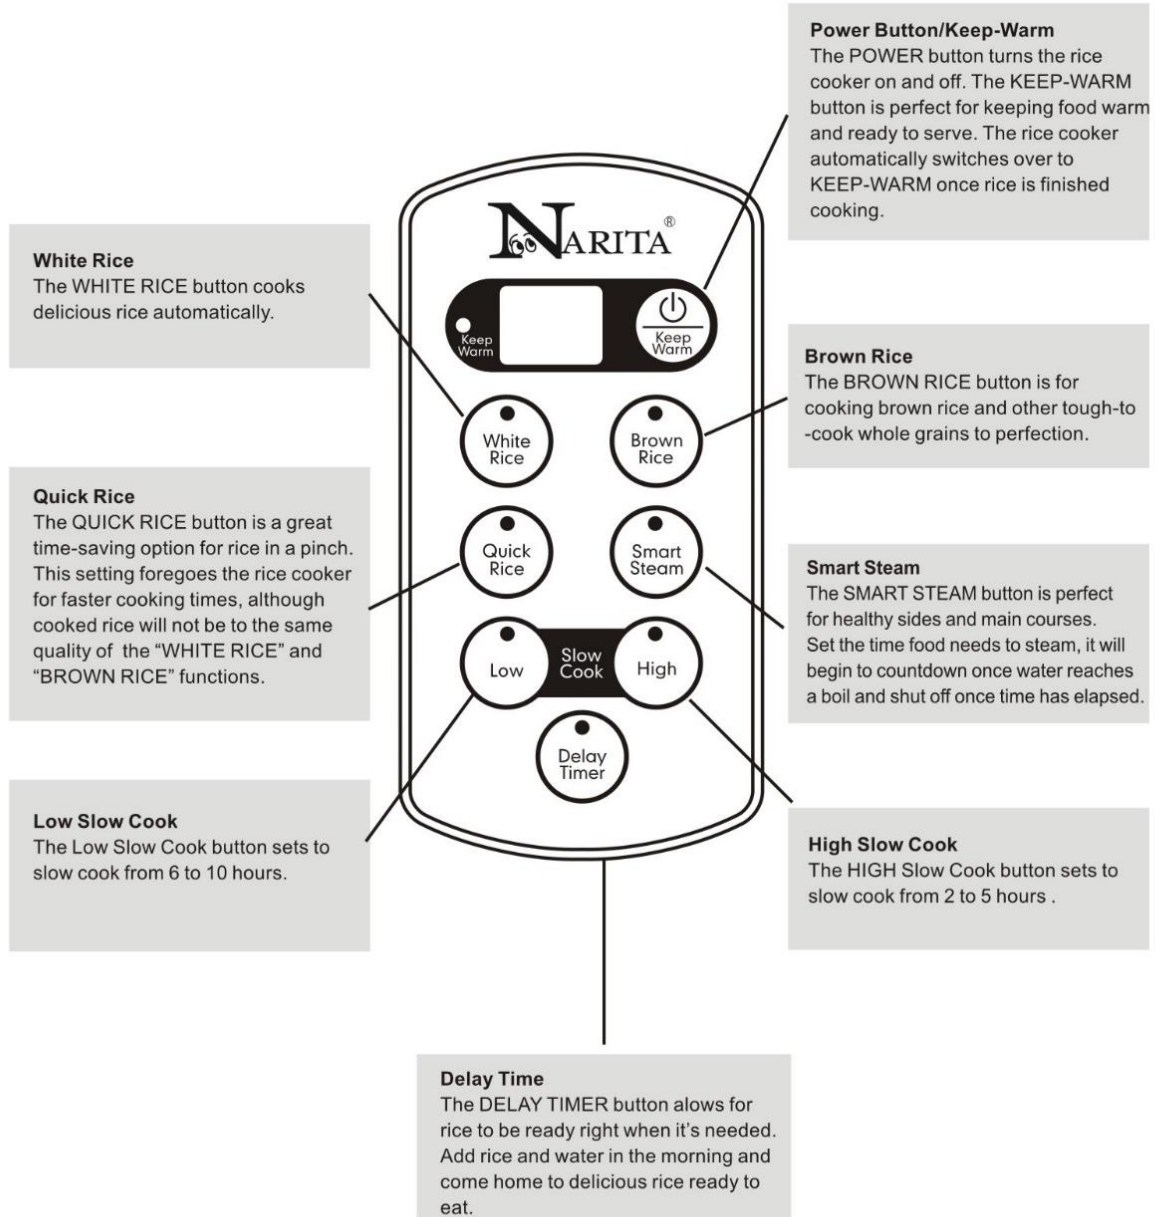 Power Button/Keep-Warm
The POWER button turns the rice
cooker on and off. The KEEP-WARM
button is perfect for keeping food warm
and ready to serve. The rice cooker
automatically switches over to
KEEP-WARM once rice is finished
cooking.
White Rice
The WHITE RICE button cooks
delicious rice automatically.
NARITA®
Keep
Warm
Keep
Warm
Brown Rice
The BROWN RICE button is for
cooking brown rice and other tough-to
-cook whole grains to perfection.
White
Rice
Brown
Rice
Quick Rice
The QUICK RICE button is a great
time-saving option for rice in a pinch.
This setting foregoes the rice cooker
for faster cooking times, although
cooked rice will not be to the same
quality of the “WHITE RICE” and
“BROWN RICE” functions.
Quick
Rice
Smart
Steam
Smart Steam
The SMART STEAM button is perfect
for healthy sides and main courses.
Set the time food needs to steam, it will
begin to countdown once water reaches
a boil and shut off once time has elapsed.
Low
Slow
Cook
High
Delay
Timer
Low Slow Cook
The Low Slow Cook button sets to
slow cook from 6 to 10 hours.
High Slow Cook
The HIGH Slow Cook button sets to
slow cook from 2 to 5 hours .
Delay Time
The DELAY TIMER button alows for
rice to be ready right when it’s needed.
Add rice and water in the morning and
come home to delicious rice ready to
eat.